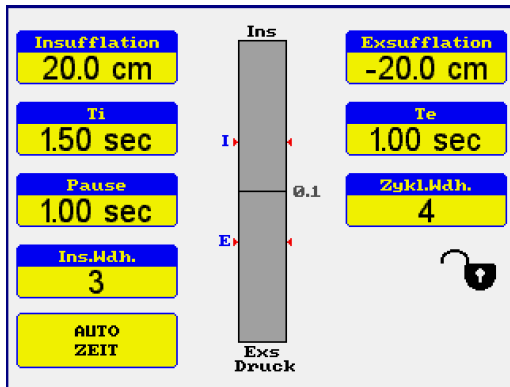 Insufflation
20.0 cm
Ti
1.50 sec
Pause
1.00 sec
Ins.Wdh.
3
AUTO
ZEIT
Ins
I
0.1
E
Exs
Druck
Exsufflation
-20.0 cm
Te
1.00 sec
Zykl.Wdh.
4